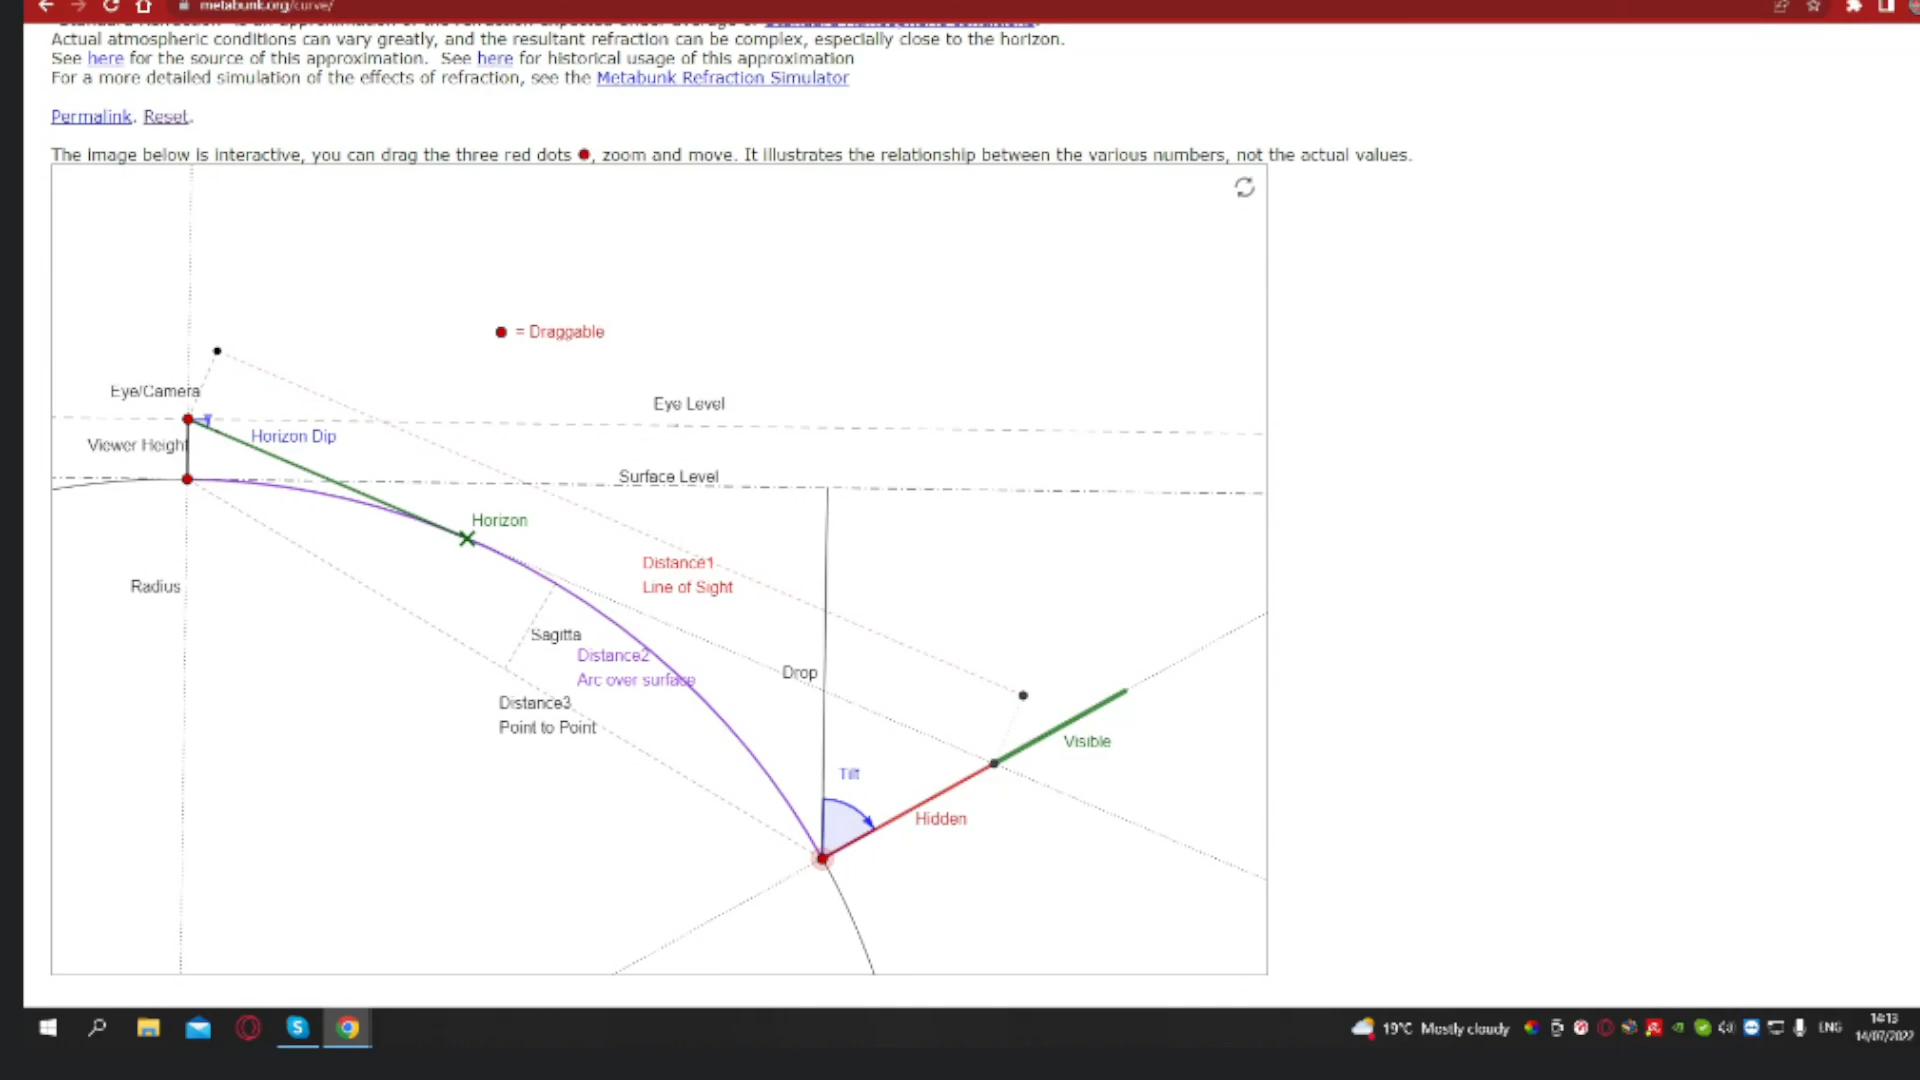 metabunk.org/curve/
Actual atmospheric conditions can vary greatly, and the resultant refraction can be complex, especially close to the horizon.
See here for the source of this approximation. See here for historical usage of this approximation
For a more detailed simulation of the effects of refraction, see the Metabunk Refraction Simulator
Permalink. Reset.
The image below is interactive, you can drag the three red dots , zoom and move. It illustrates the relationship between the various numbers, not the actual values.
= Draggable
Eye/Camera
Eye Level
Horizon Dip
Viewer Height
Surface Level
Horizon
Distance1
Line of Sight
Radius
Sagitta
Distance2
Arc over surface
Drop
Distance3
Point to Point
Visible
Tilt
Hidden
19°C Mostly cloudy
ENG
14:13
14/07/2022